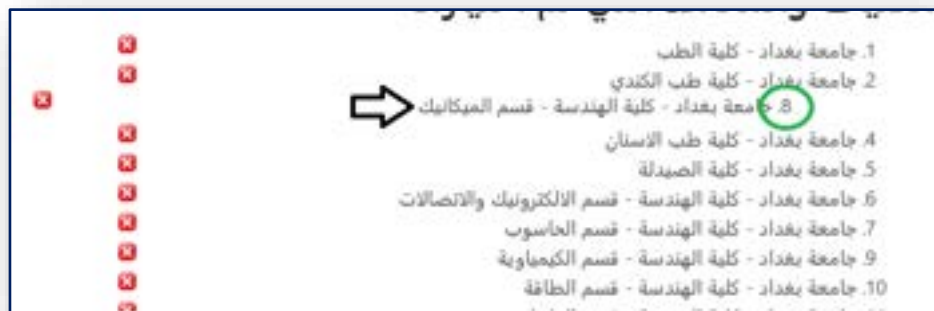 1. جامعة بغداد - كلية الطب
2. جامعة بغداد - كلية طب الكندي
8. جامعة بغداد - كلية الهندسة - قسم الميكانيك
4. جامعة بغداد - كلية طب الاسنان
5. جامعة بغداد - كلية الصيدلة
6. جامعة بغداد - كلية الهندسة - قسم الالكترونيك والاتصالات
7. جامعة بغداد - كلية الهندسة - قسم الحاسوب
9. جامعة بغداد - كلية الهندسة - قسم الكيمياوية
10. جامعة بغداد - كلية الهندسة - قسم الطاقة